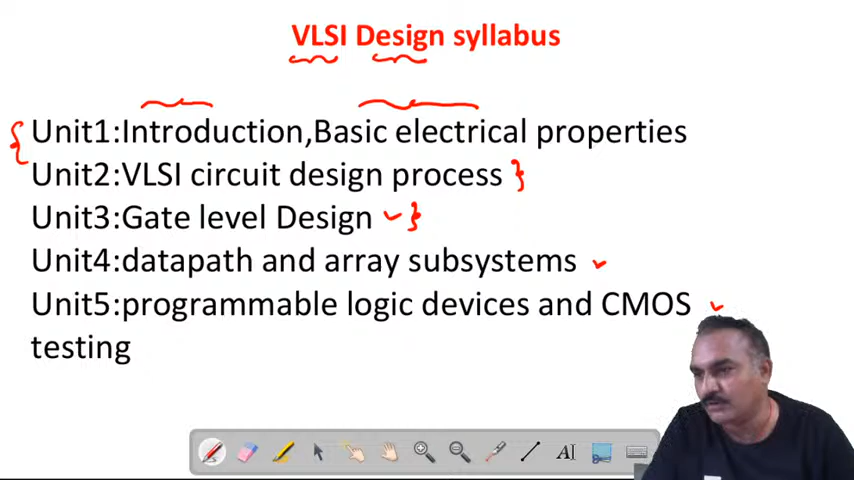 VLSI Design syllabus
Unit1:Introduction,Basic electrical properties
Unit2:VLSI circuit design process
Unit3:Gate level Design
Unit4:datapath and array subsystems
Unit5:programmable logic devices and CMOS
testing
AI